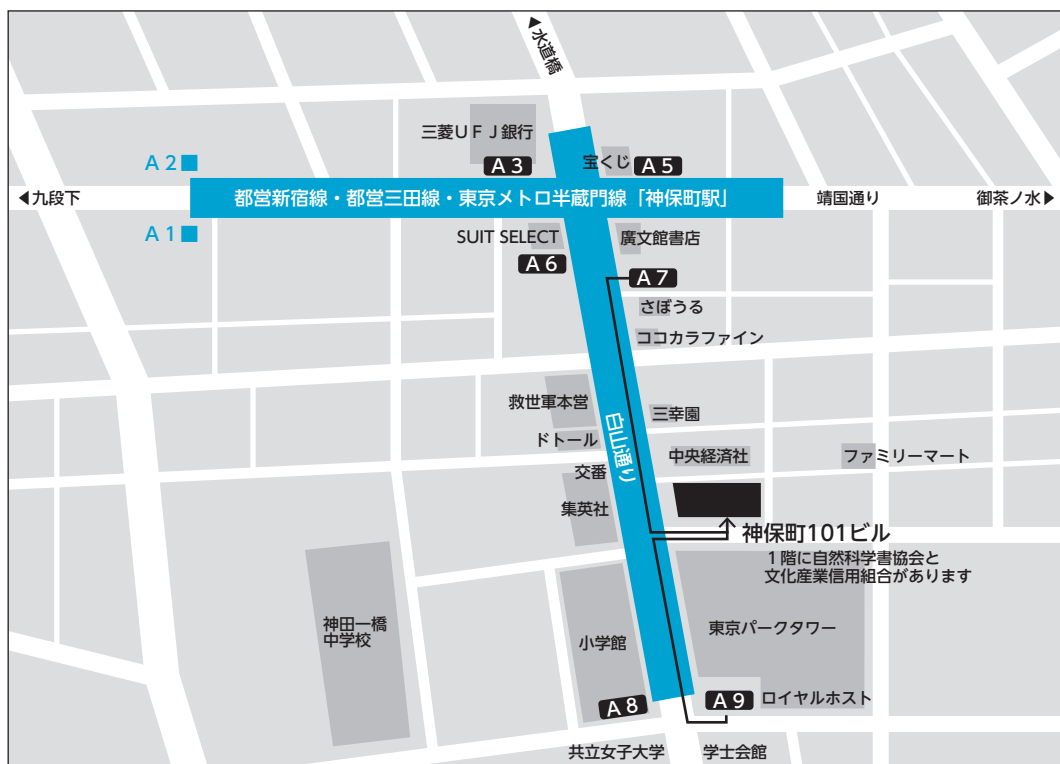 ▲水道橋
三菱UFJ銀行
A3
宝くじ
A5
A2■
◀九段下
都営新宿線・都営三田線・東京メトロ半蔵門線「神保町駅」
靖国通り
御茶ノ水▶
A1■
SUIT SELECT
A6
廣文館書店
A7
さぼうる
ココカラファイン
救世軍本営
三幸園
ドトール
白山通り
中央経済社
ファミリーマート
交番
集英社
神保町101ビル
1階に自然科学書協会と
文化産業信用組合があります
神田一橋
中学校
小学館
東京パークタワー
A8
A9
ロイヤルホスト
共立女子大学
学士会館